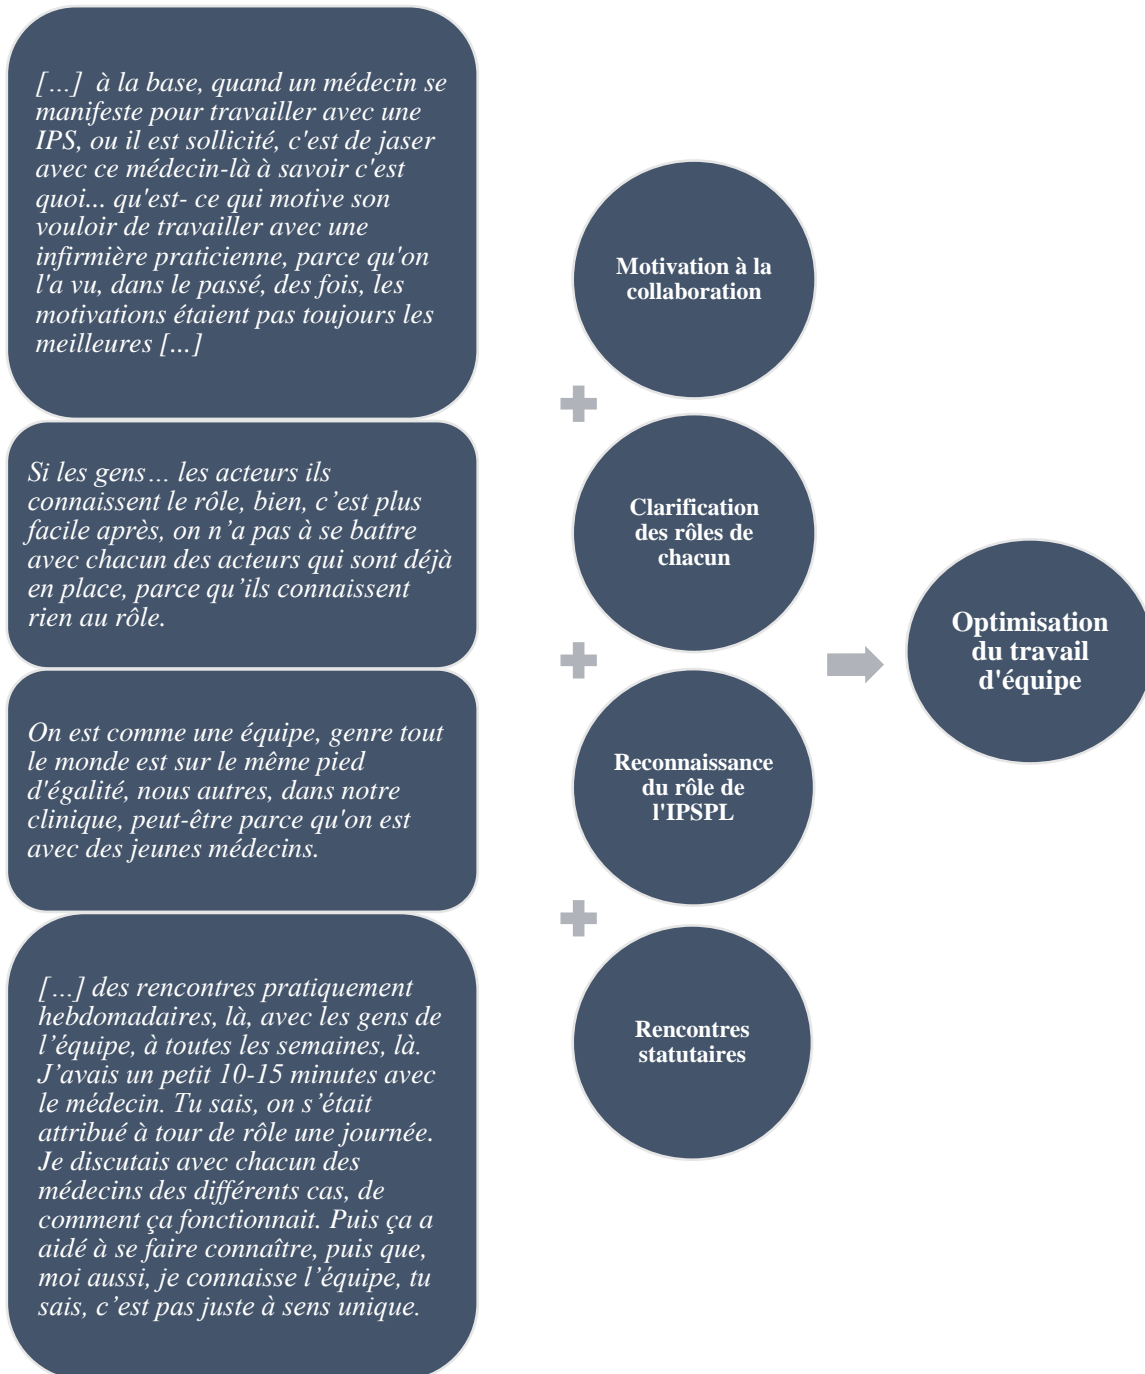 […] à la base, quand un médecin se
manifeste pour travailler avec une
IPS, ou il est sollicité, c'est de jaser
avec ce médecin-là à savoir c'est
quoi... qu'est- ce qui motive son
vouloir de travailler avec une
infirmière praticienne, parce qu'on
l'a vu, dans le passé, des fois, les
motivations étaient pas toujours les
meilleures [...]
Si les gens… les acteurs ils
connaissent le rôle, bien, c’est plus
facile après, on n’a pas à se battre
avec chacun des acteurs qui sont déjà
en place, parce qu’ils connaissent
rien au rôle.
On est comme une équipe, genre tout
le monde est sur le même pied
d'égalité, nous autres, dans notre
clinique, peut-être parce qu'on est
avec des jeunes médecins.
[…] des rencontres pratiquement
hebdomadaires, là, avec les gens de
l’équipe, à toutes les semaines, là.
J’avais un petit 10-15 minutes avec
le médecin. Tu sais, on s’était
attribué à tour de rôle une journée.
Je discutais avec chacun des
médecins des différents cas, de
comment ça fonctionnait. Puis ça a
aidé à se faire connaître, puis que,
moi aussi, je connaisse l’équipe, tu
sais, c’est pas juste à sens unique.
Motivation à la
collaboration
Clarification
des rôles de
chacun
Reconnaissance
du rôle de
l'IPSPL
Rencontres
statutaires
Optimisation
du travail
d'équipe